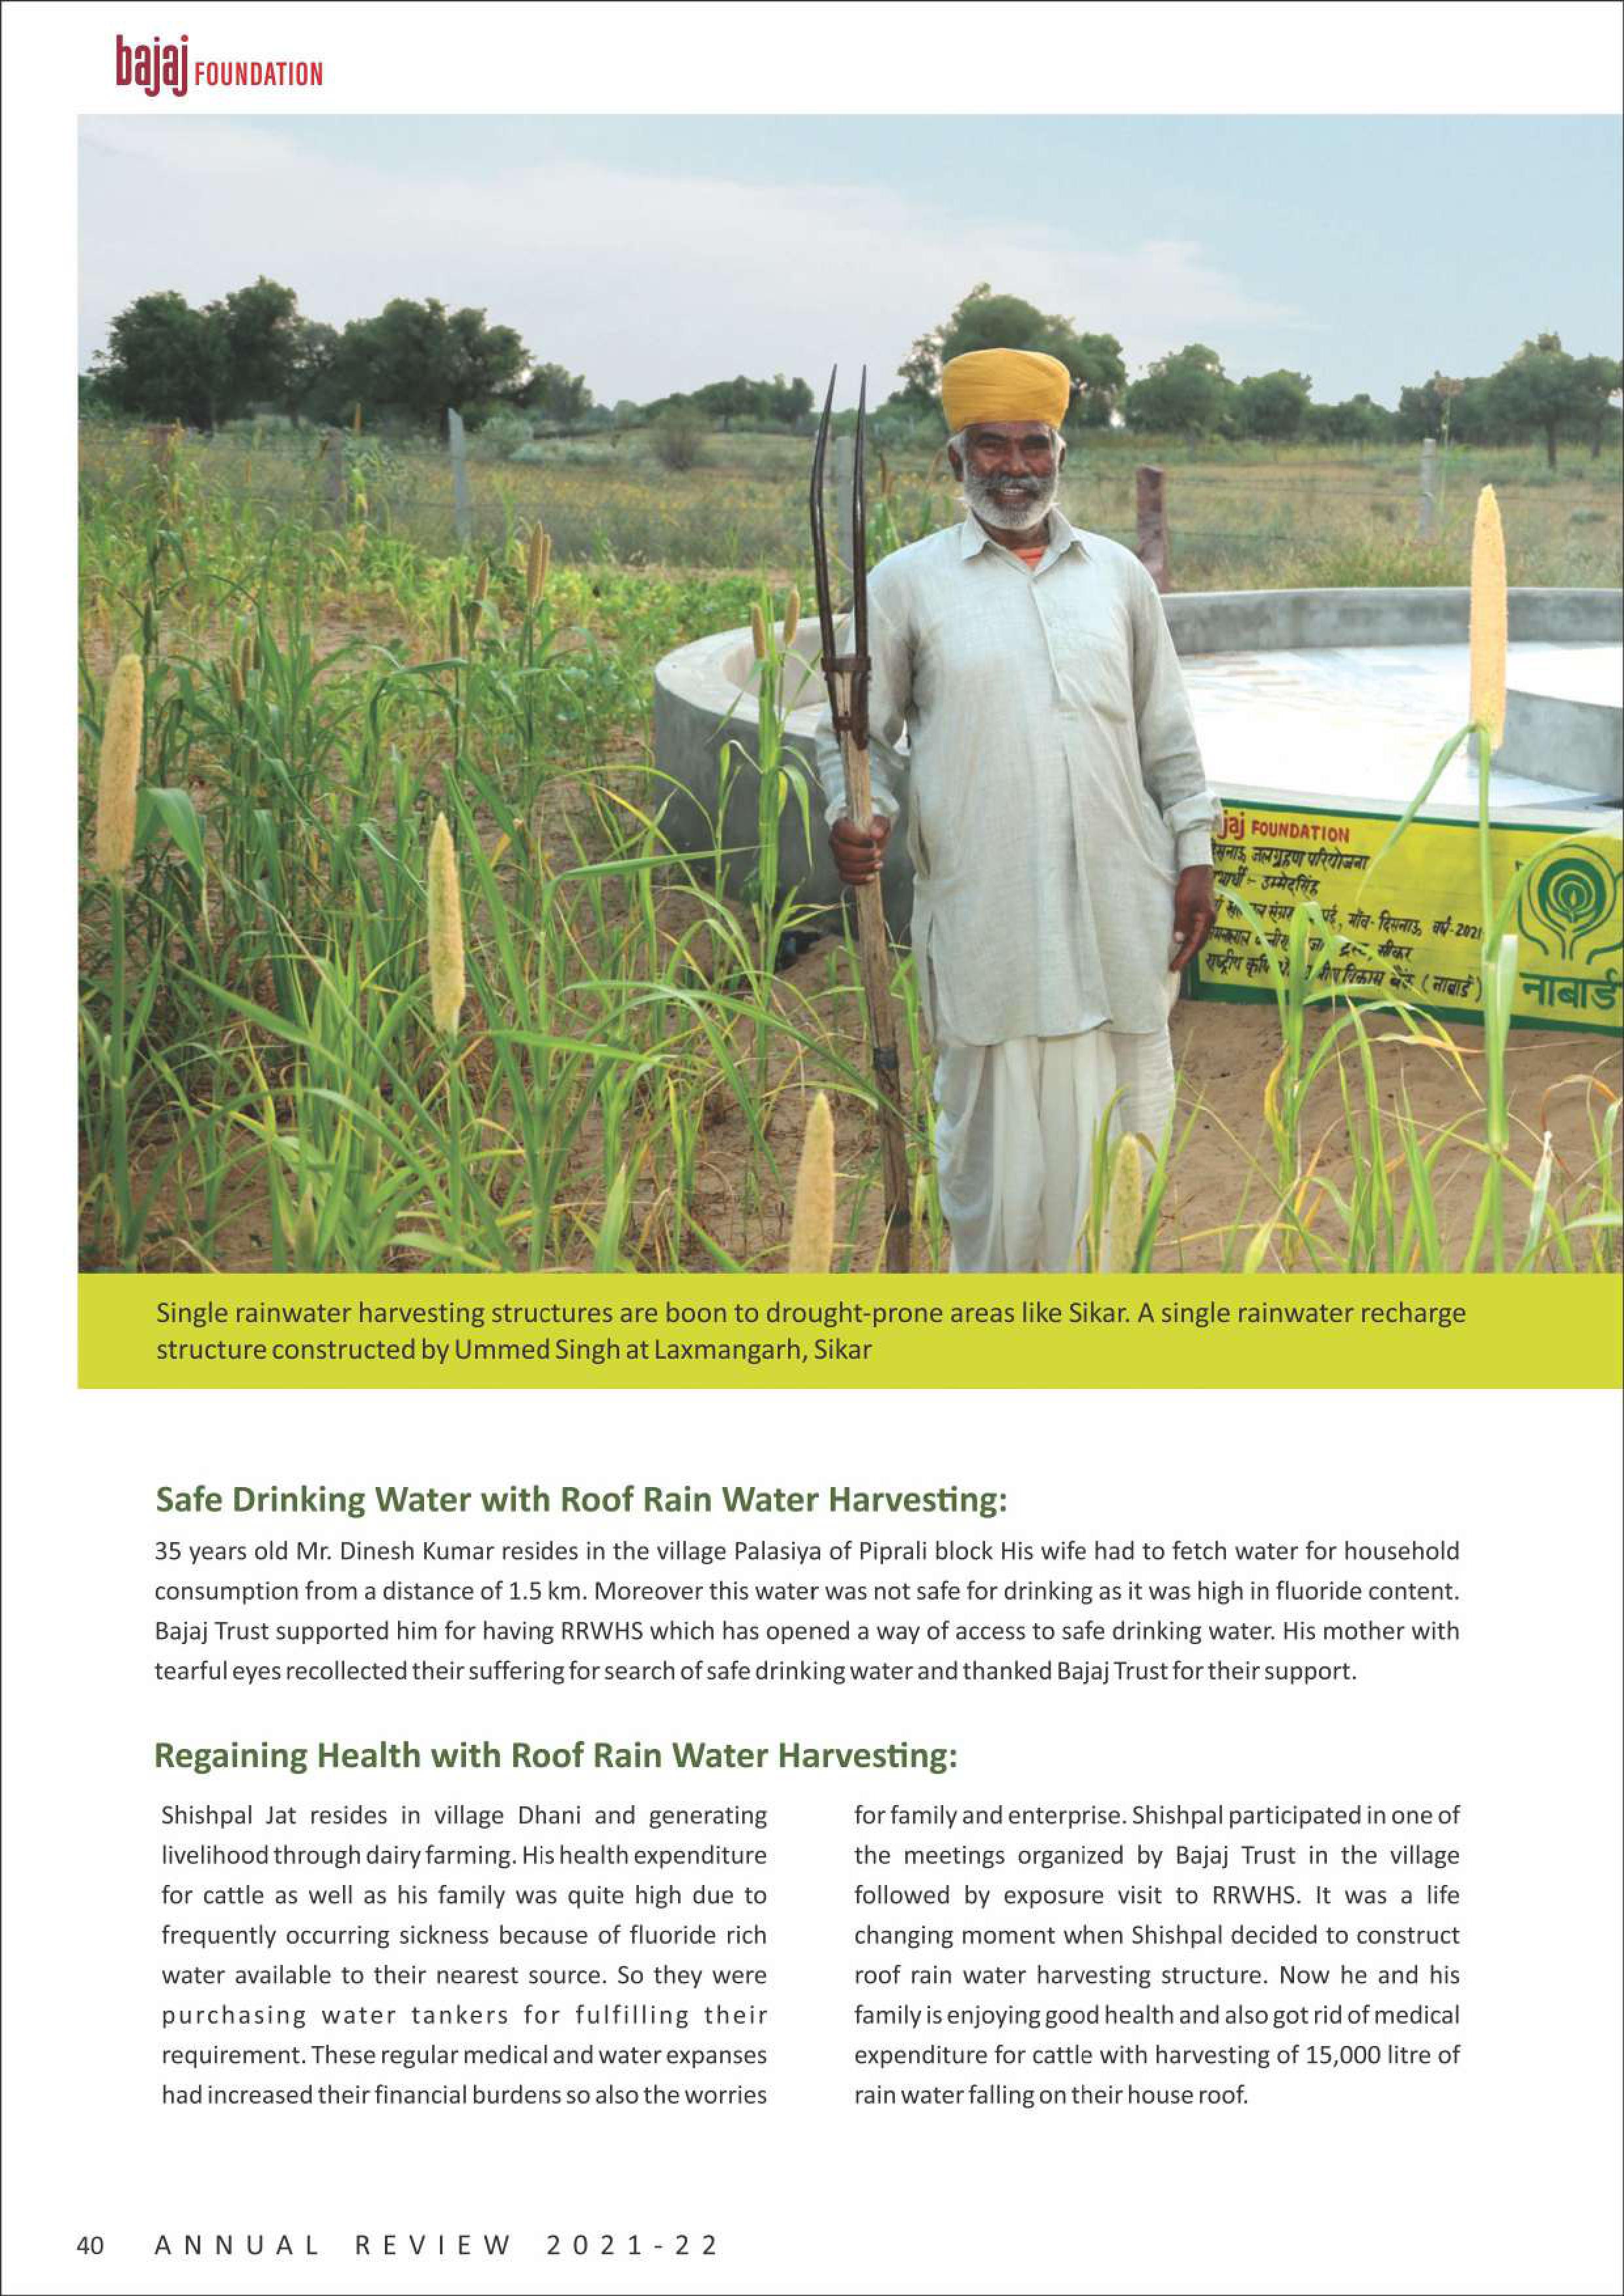 bajaj FOUNDATION
jaj FOUNDATION
जलग्रहण परियोजना
उम्मेदसिंह
गाँव- दिसनाऊ, वर्ष-2021
ट्रस्ट, सीकर
राष्ट्रीय कृषि
विकास बैंक (नाबार्ड)
नाबार्ड
Single rainwater harvesting structures are boon to drought-prone areas like Sikar. A single rainwater recharge
structure constructed by Ummed Singh at Laxmangarh, Sikar
Safe Drinking Water with Roof Rain Water Harvesting:
35 years old Mr. Dinesh Kumar resides in the village Palasiya of Piprali block His wife had to fetch water for household
consumption from a distance of 1.5 km. Moreover this water was not safe for drinking as it was high in fluoride content.
Bajaj Trust supported him for having RRWHS which has opened a way of access to safe drinking water. His mother with
tearful eyes recollected their suffering for search of safe drinking water and thanked Bajaj Trust for their support.
Regaining Health with Roof Rain Water Harvesting:
Shishpal Jat resides in village Dhani and generating
livelihood through dairy farming. His health expenditure
for cattle as well as his family was quite high due to
frequently occurring sickness because of fluoride rich
water available to their nearest source. So they were
purchasing water tankers for fulfilling their
requirement. These regular medical and water expanses
had increased their financial burdens so also the worries
for family and enterprise. Shishpal participated in one of
the meetings organized by Bajaj Trust in the village
followed by exposure visit to RRWHS. It was a life
changing moment when Shishpal decided to construct
roof rain water harvesting structure. Now he and his
family is enjoying good health and also got rid of medical
expenditure for cattle with harvesting of 15,000 litre of
rain water falling on their house roof.
40 ANNUAL REVIEW 2021-22